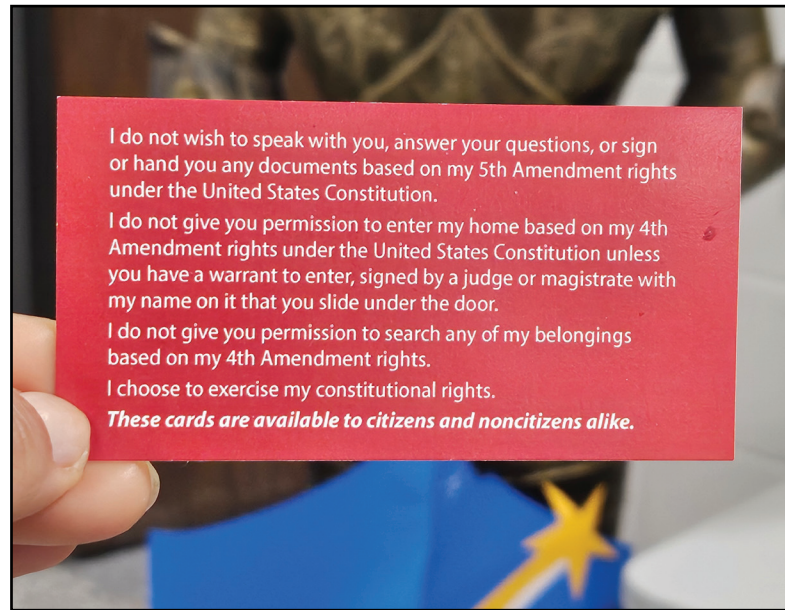 I do not wish to speak with you, answer your questions, or sign
or hand you any documents based on my 5th Amendment rights
under the United States Constitution.
I do not give you permission to enter my home based on my 4th
Amendment rights under the United States Constitution unless
you have a warrant to enter, signed by a judge or magistrate with
my name on it that you slide under the door.
I do not give you permission to search any of my belongings
based on my 4th Amendment rights.
I choose to exercise my constitutional rights.
These cards are available to citizens and noncitizens alike.